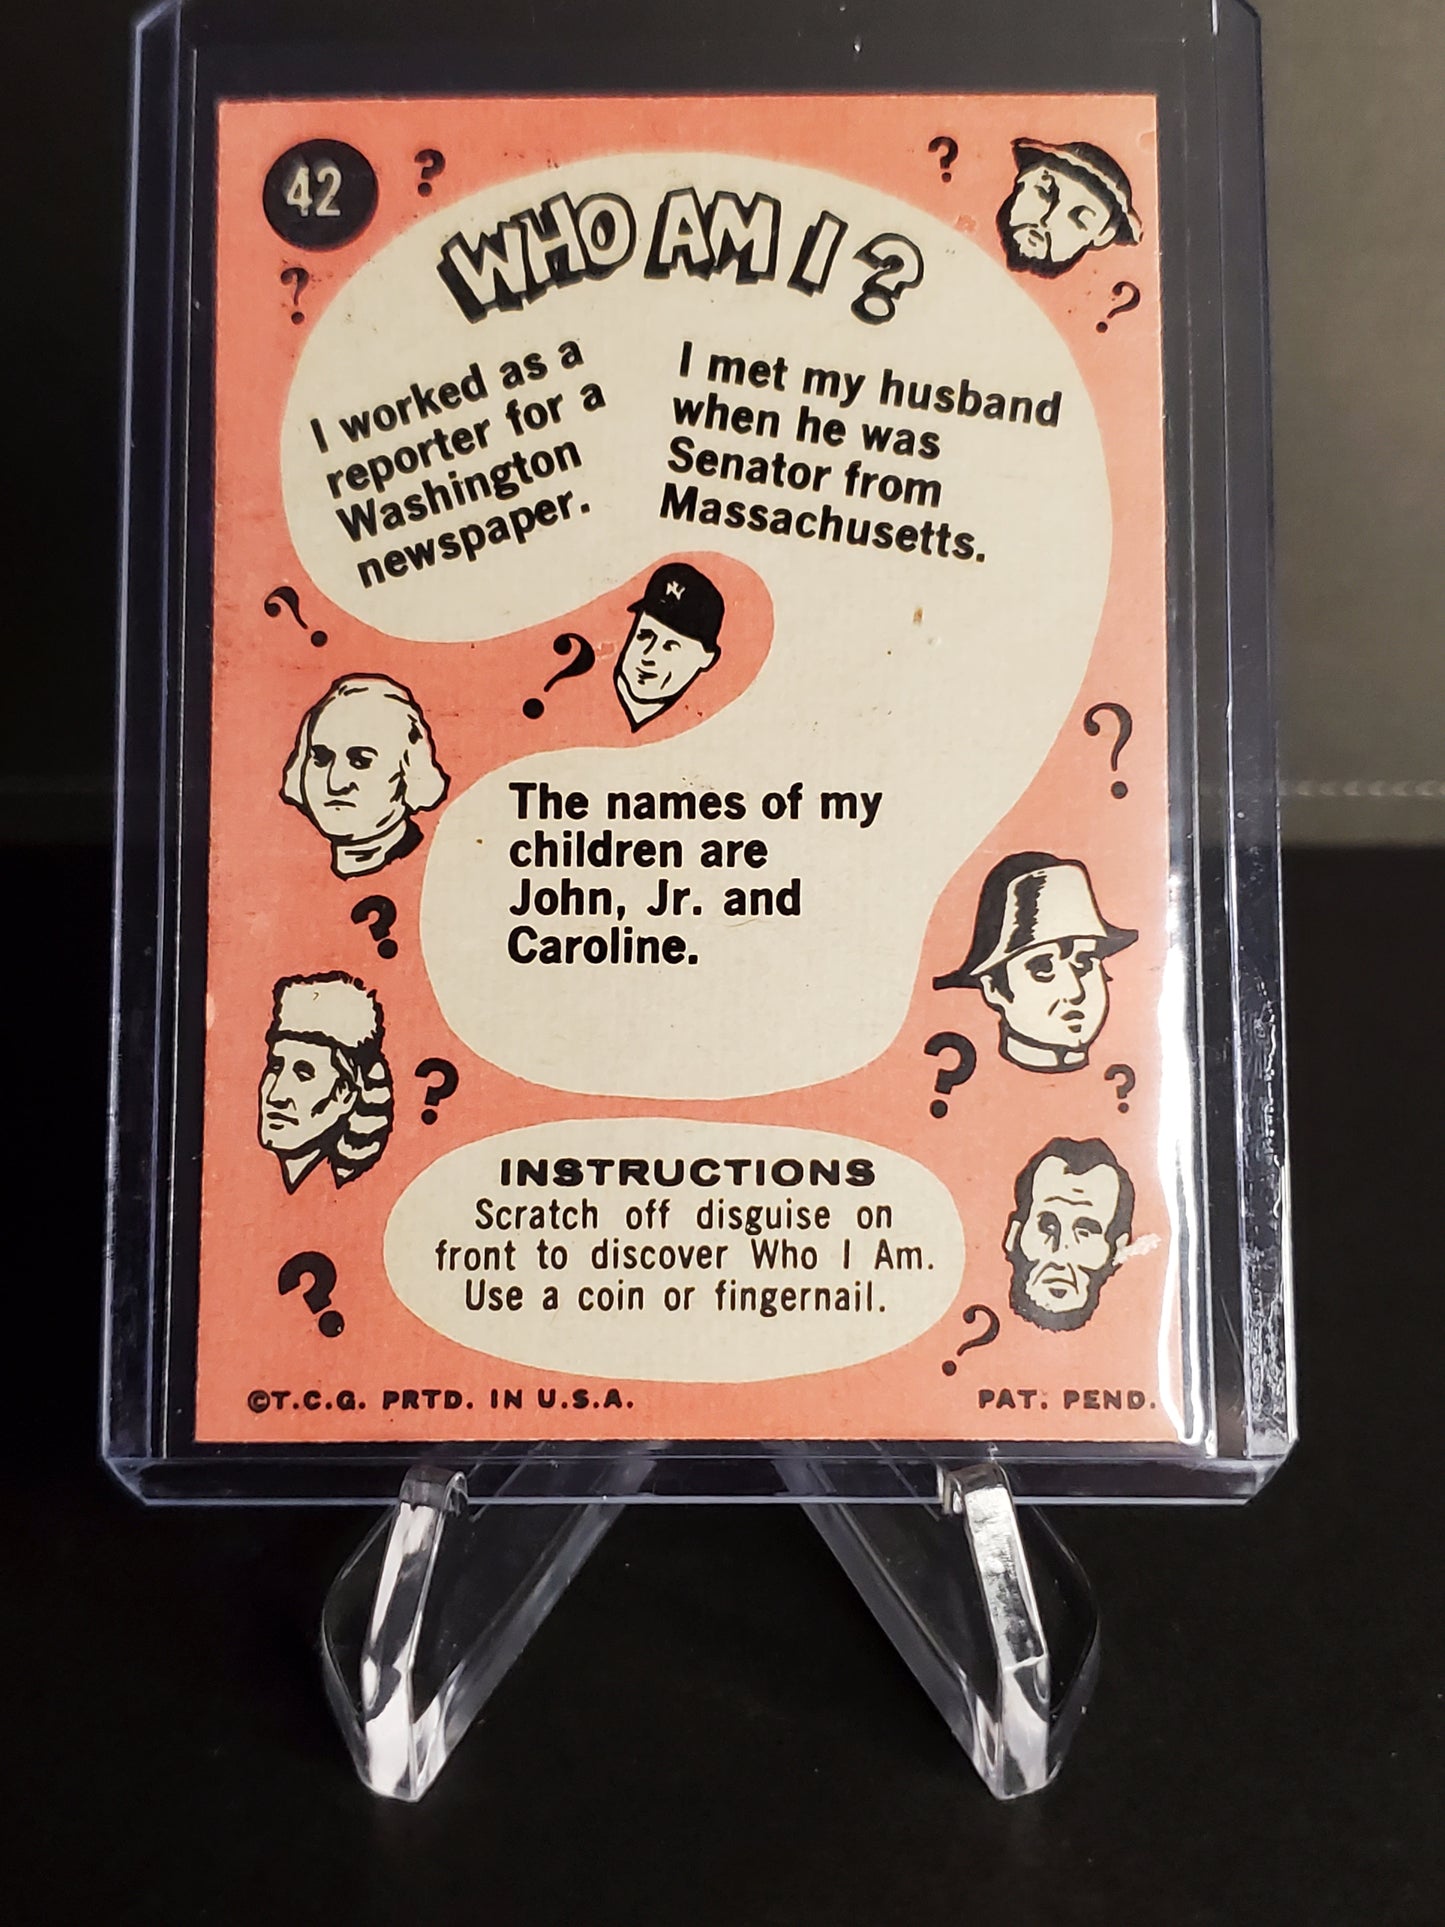 42
WHO AM I?
I worked as a
reporter for a
Washington
newspaper.
I met my husband
when he was
Senator from
Massachusetts.
NY
The names of my
children are
John, Jr. and
Caroline.
INSTRUCTIONS
Scratch off disguise on
front to discover Who I Am.
Use a coin or fingernail.
©T.C.G. PRTD. IN U.S.A.
PAT. PEND.